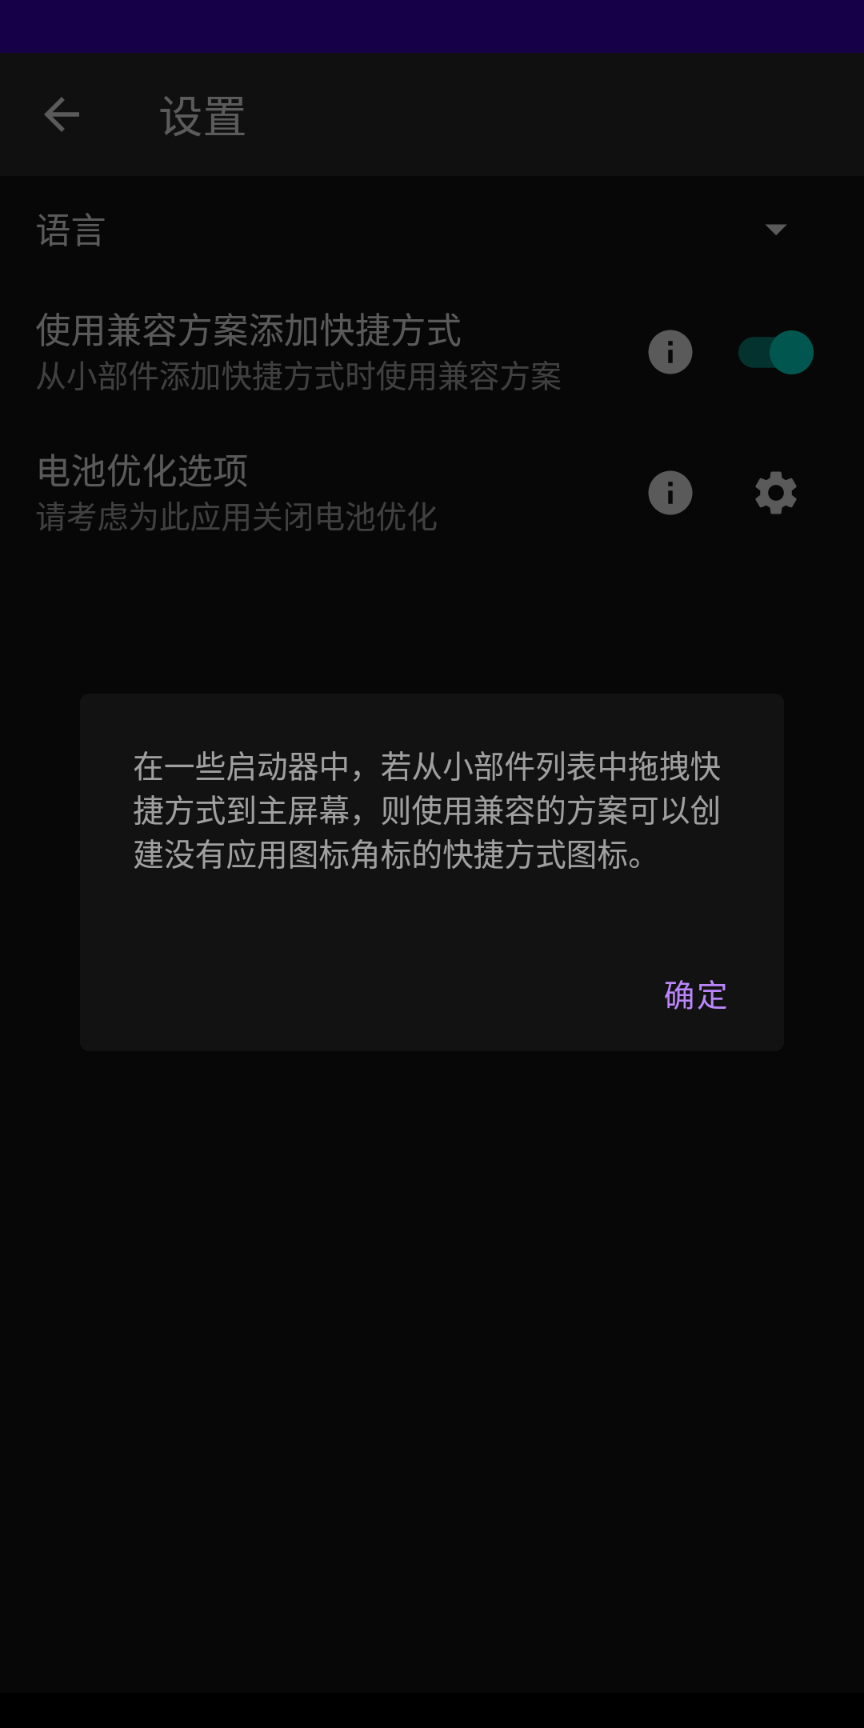 设置
语言
使用兼容方案添加快捷方式
从小部件添加快捷方式时使用兼容方案
电池优化选项
请考虑为此应用关闭电池优化
在一些启动器中，若从小部件列表中拖拽快
捷方式到主屏幕，则使用兼容的方案可以创
建没有应用图标角标的快捷方式图标。
确定